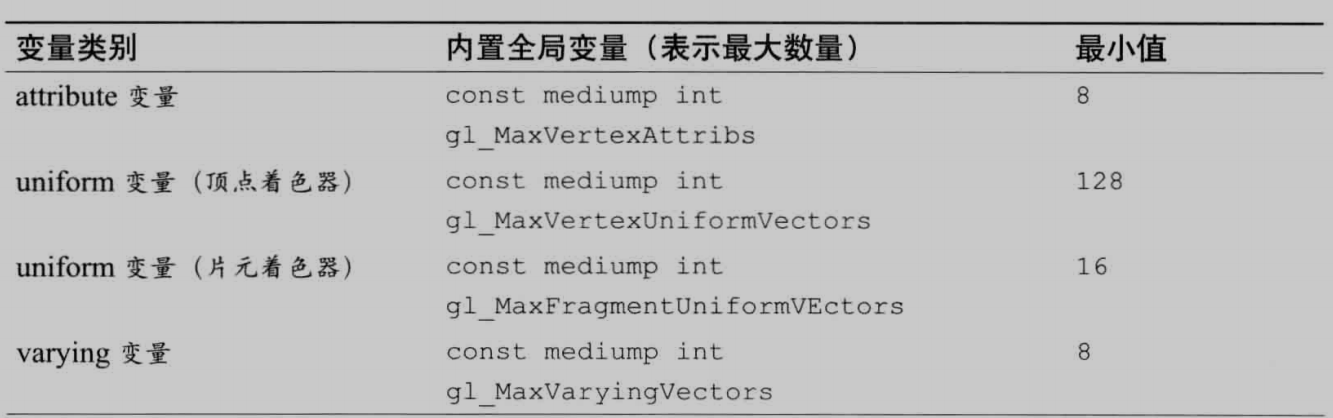 变量类别 内置全局变量（表示最大数量） 最小值
attribute 变量 const mediump int 8
gl_MaxVertexAttribs
uniform 变量（顶点着色器） const mediump int 128
gl_MaxVertexUniformVectors
uniform 变量（片元着色器） const mediump int 16
gl_MaxFragmentUniformVEctors
varying 变量 const mediump int 8
gl_MaxVaryingVectors